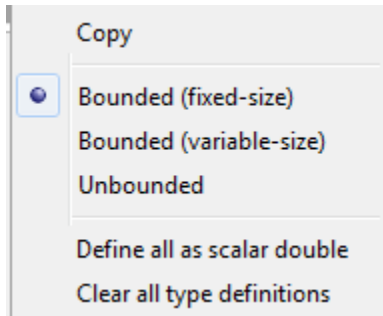 Copy
Bounded (fixed-size)
Bounded (variable-size)
Unbounded
Define all as scalar double
Clear all type definitions